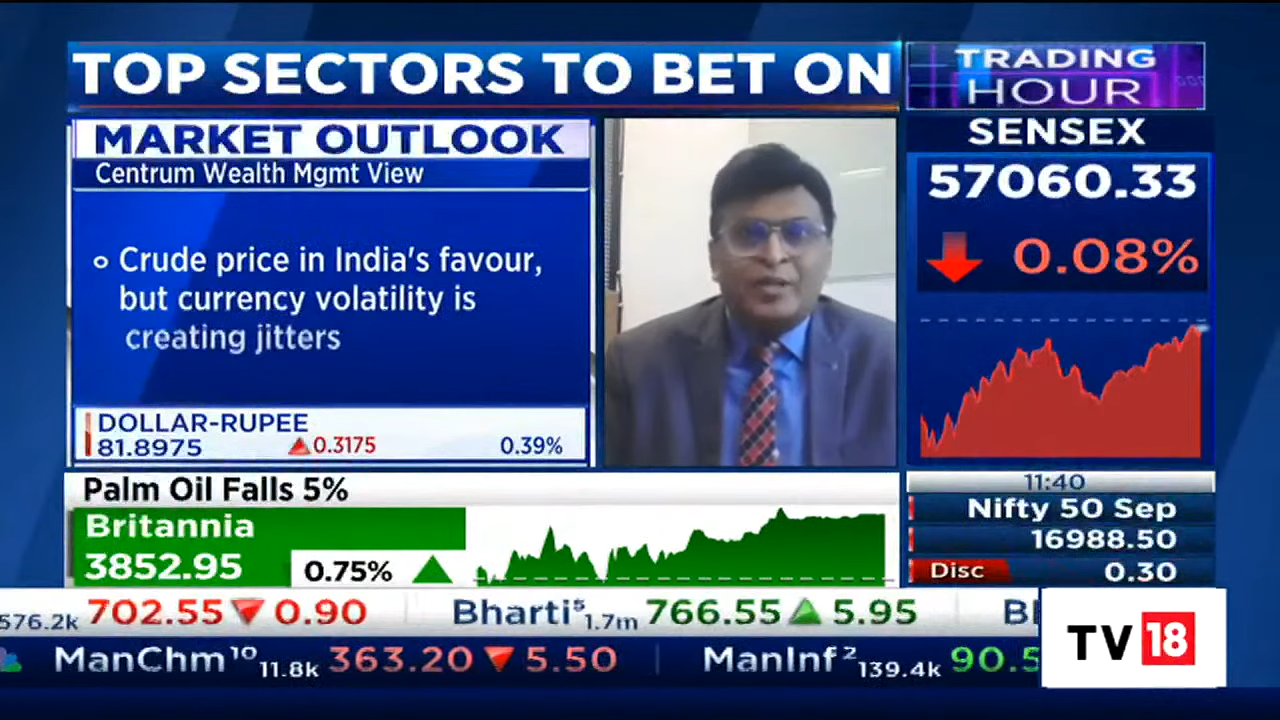 TOP SECTORS TO BET ON
TRADING
HOUR
MARKET OUTLOOK
Centrum Wealth Mgmt View
Crude price in India's favour,
but currency volatility is
creating jitters
DOLLAR-RUPEE
81.8975 0.3175 0.39%
SENSEX
57060.33
0.08%
11:40
Nifty 50 Sep
16988.50
Disc 0.30
Palm Oil Falls 5%
Britannia
3852.95 0.75%
576.2k 702.55 0.90 Bharti 5 1.7m 766.55 5.95
ManChm 10 11.8k 363.20 5.50 ManInf 2 139.4k 90.5
TV18